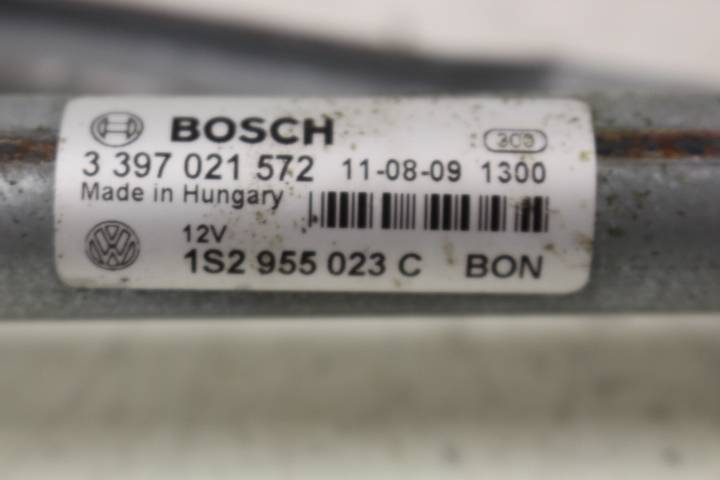 BOSCH
3 397 021 572 11-08-09 1300
Made in Hungary
12V
1S2 955 023 C BON